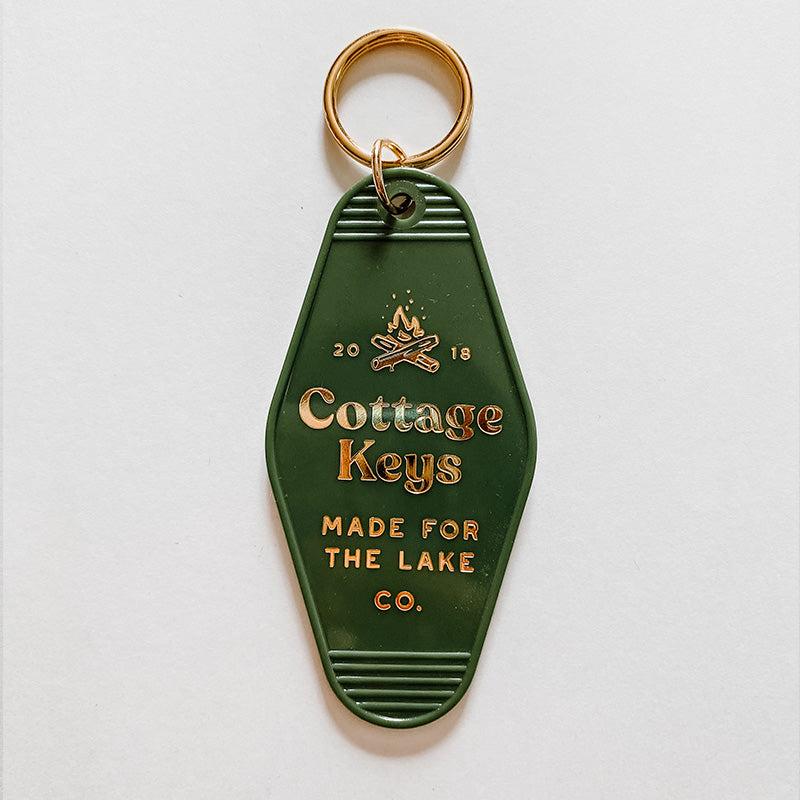 20 18
Cottage
Keys
MADE FOR
THE LAKE
CO.